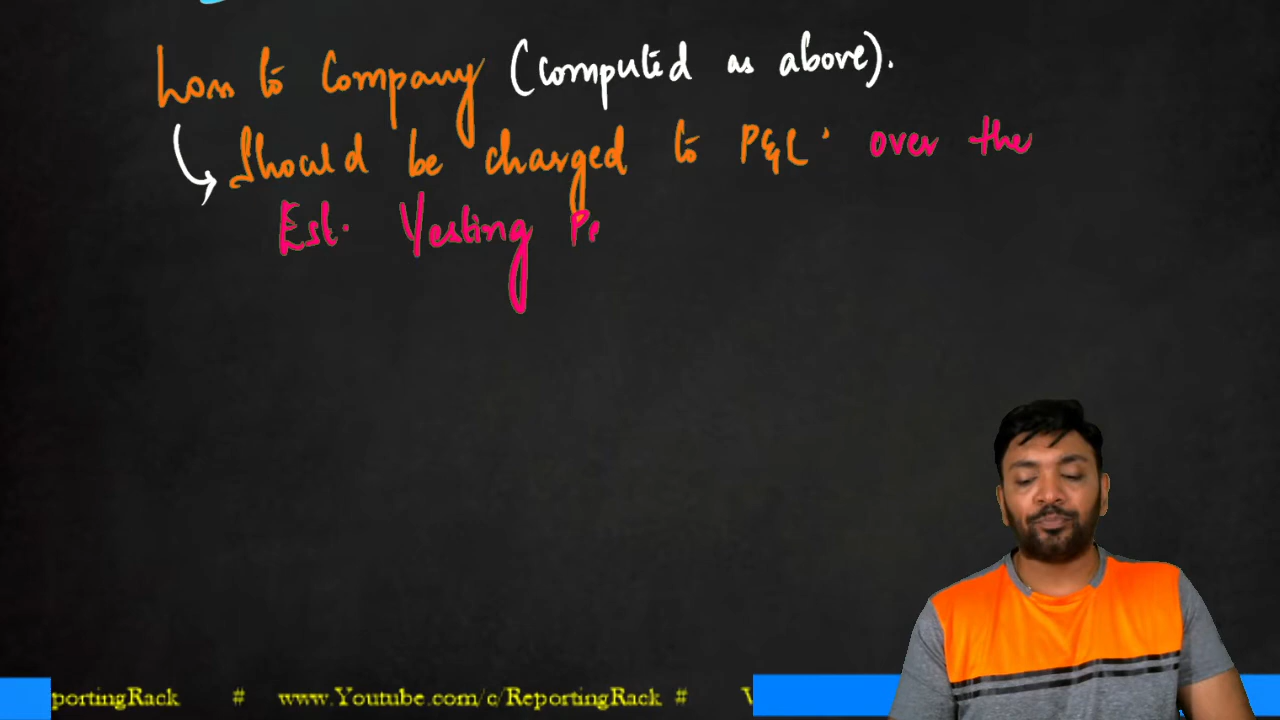 Loss to Company (computed as above).
Should be charged to P&L over the
Est. Vesting Pe
portingRack # www.Youtube.com/c/ReportingRack # V